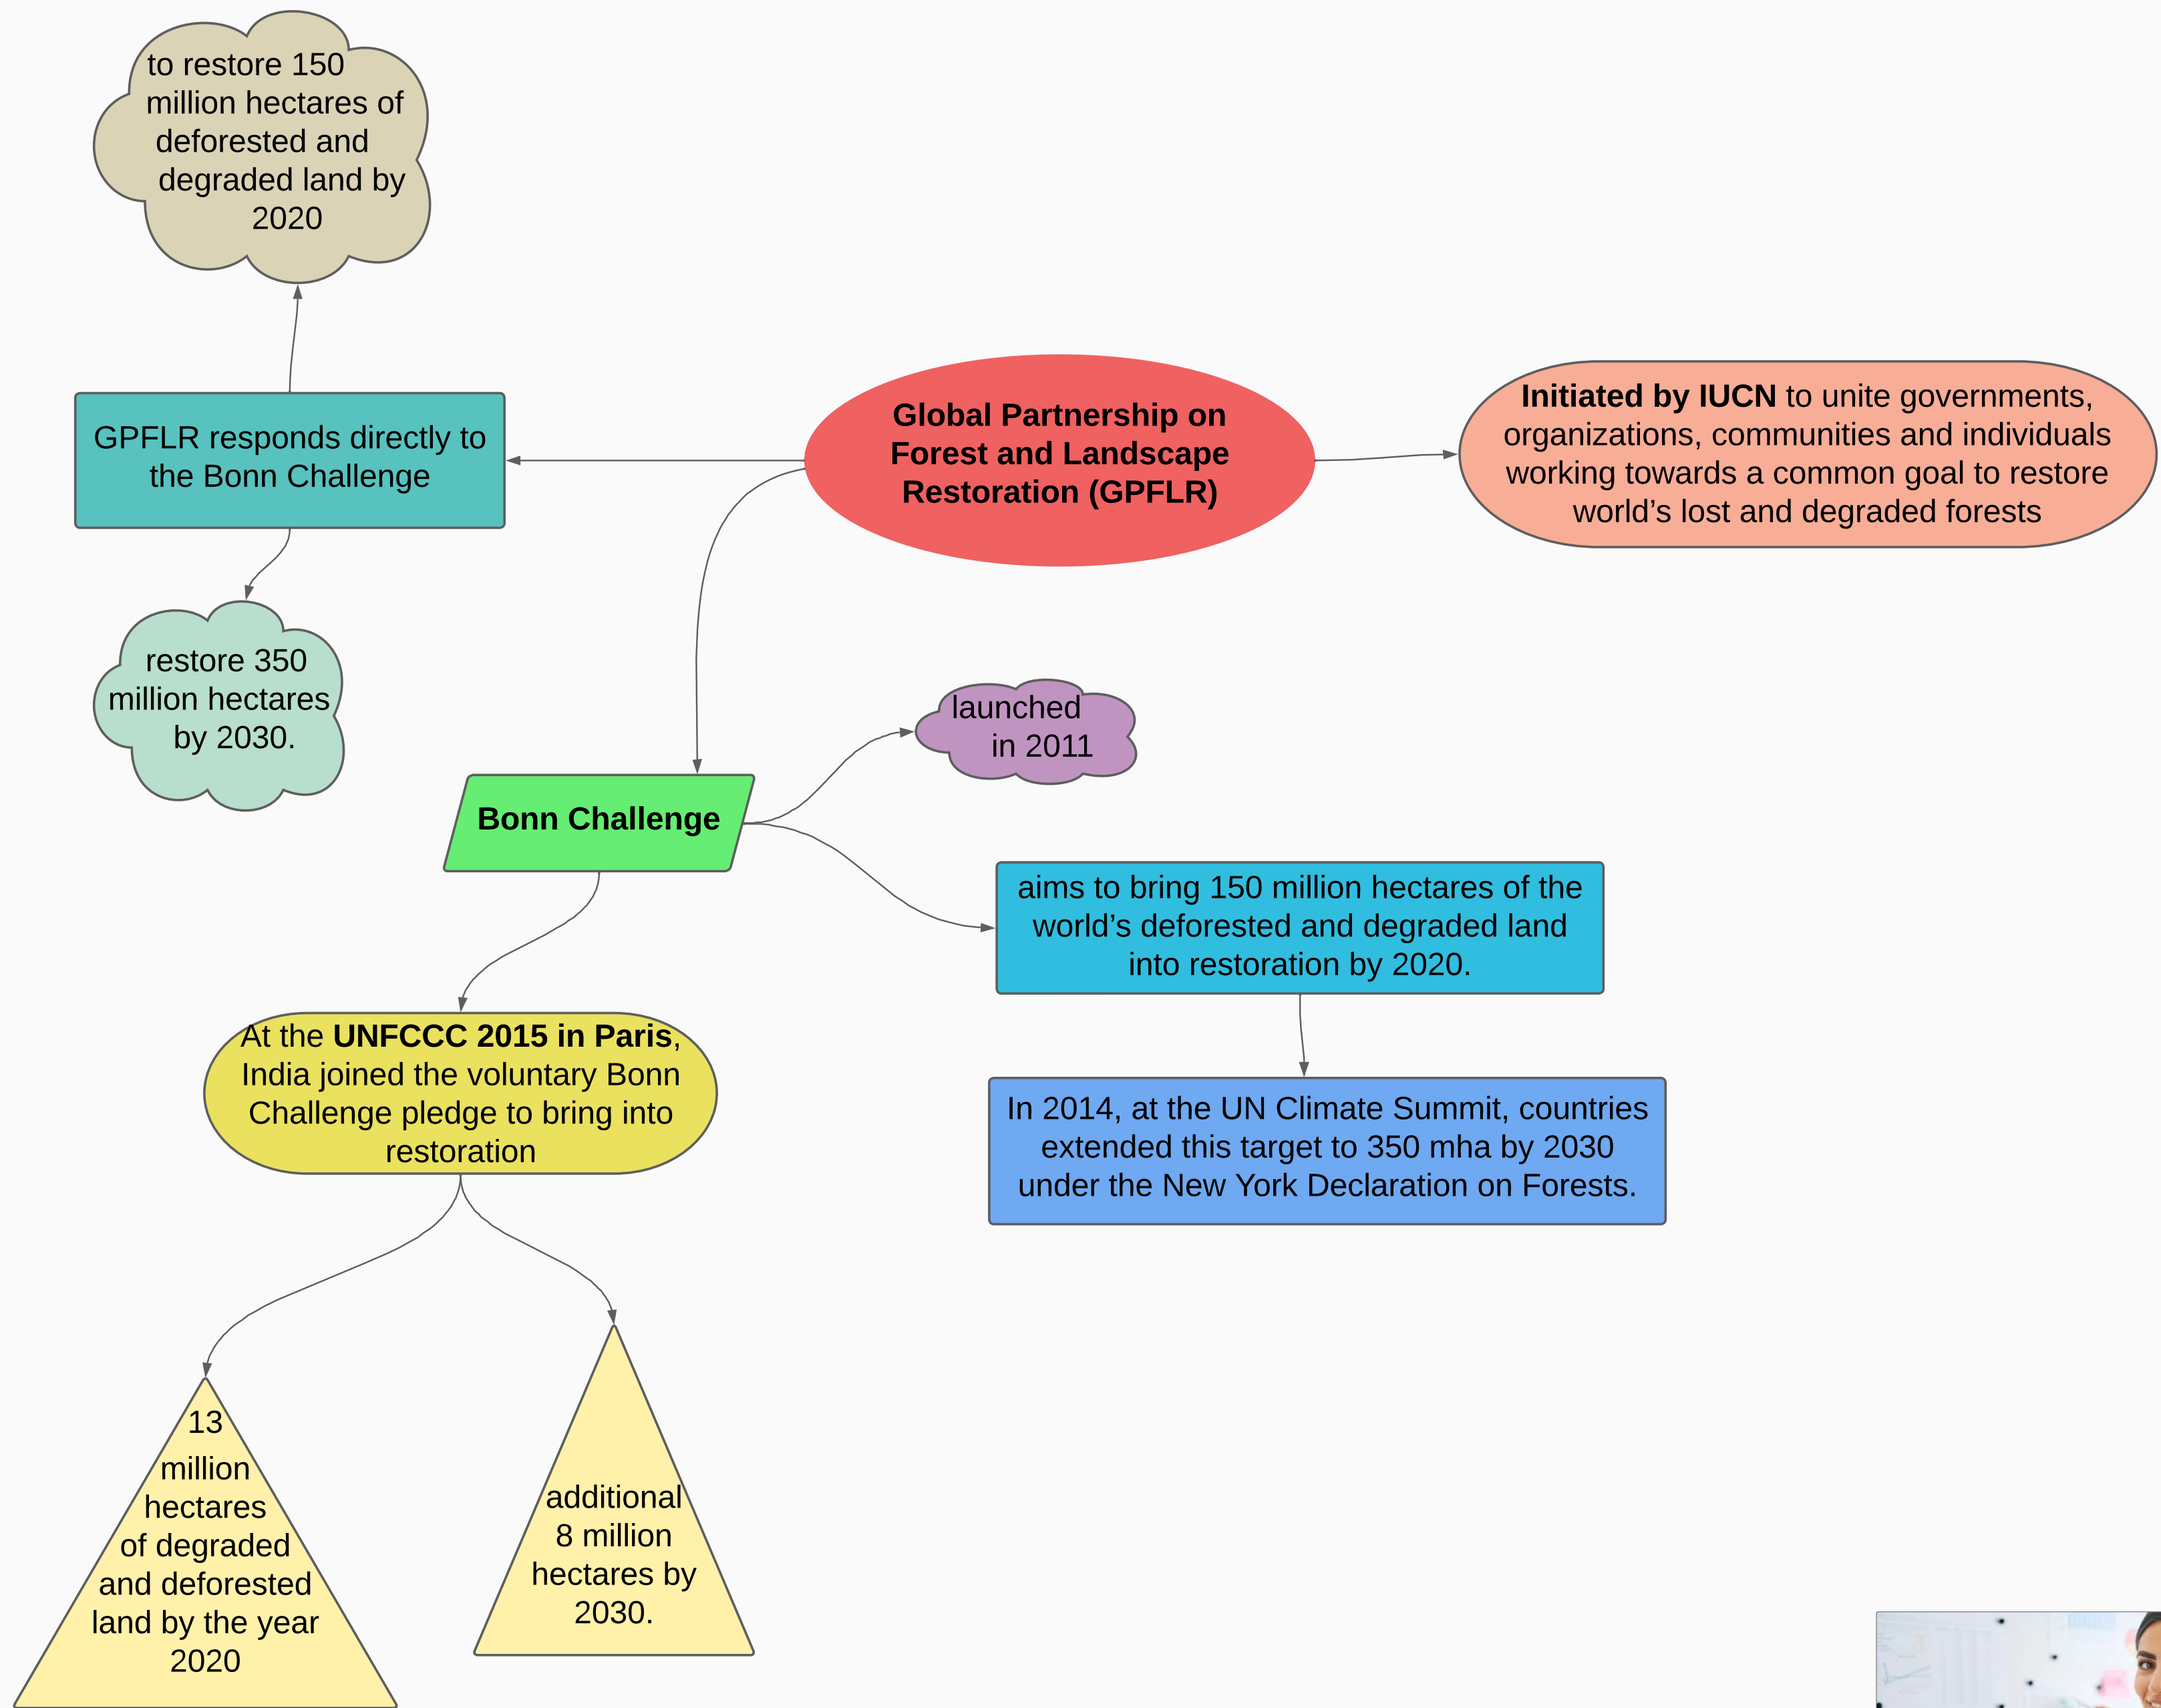 to restore 150
million hectares of
deforested and
degraded land by
2020
GPFLR responds directly to
the Bonn Challenge
restore 350
million hectares
by 2030.
Global Partnership on
Forest and Landscape
Restoration (GPFLR)
Initiated by IUCN to unite governments,
organizations, communities and individuals
working towards a common goal to restore
world’s lost and degraded forests
launched
in 2011
Bonn Challenge
aims to bring 150 million hectares of the
world’s deforested and degraded land
into restoration by 2020.
In 2014, at the UN Climate Summit, countries
extended this target to 350 mha by 2030
under the New York Declaration on Forests.
At the UNFCCC 2015 in Paris,
India joined the voluntary Bonn
Challenge pledge to bring into
restoration
13
million
hectares
of degraded
and deforested
land by the year
2020
additional
8 million
hectares by
2030.